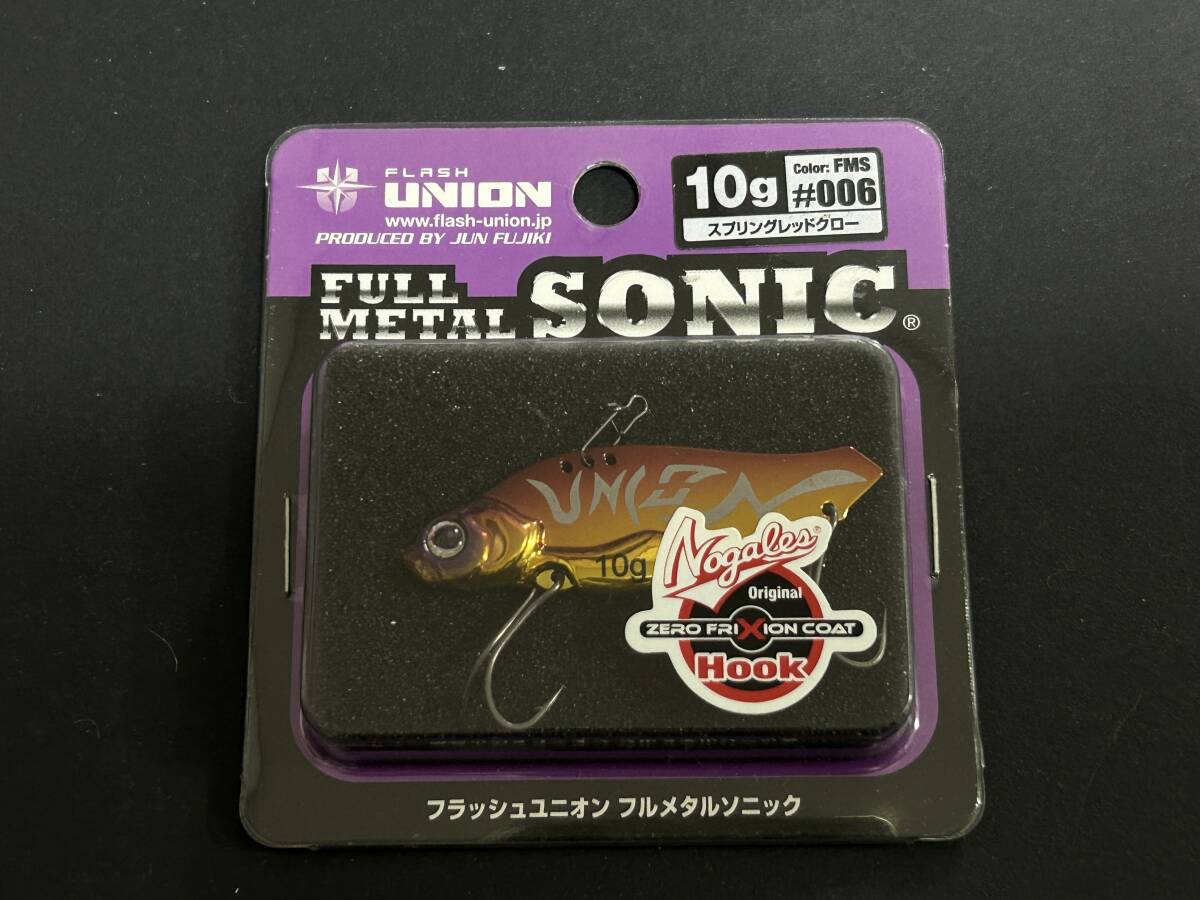 FLASH
UNION
www.flash-union.jp
PRODUCED BY JUN FUJIKI
10g
Color: FMS
#006
スプリングレッドグロー
FULL
METAL
SONIC®
UNION
10g
Nogales®
Original
ZERO FRIXION COAT
Hook
フラッシュユニオン フルメタルソニック